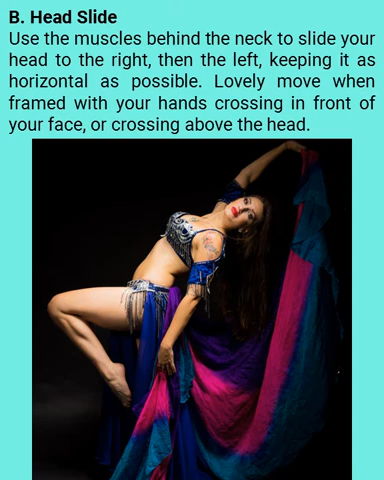 B. Head Slide
Use the muscles behind the neck to slide your
head to the right, then the left, keeping it as
horizontal as possible. Lovely move when
framed with your hands crossing in front of
your face, or crossing above the head.